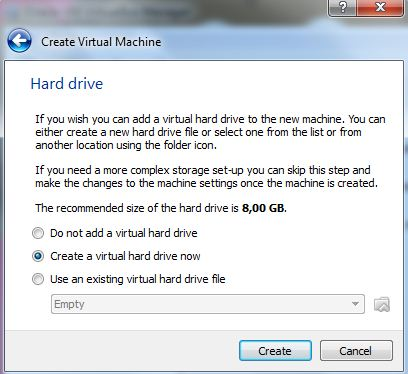 Create Virtual Machine
Hard drive
If you wish you can add a virtual hard drive to the new machine. You can
either create a new hard drive file or select one from the list or from
another location using the folder icon.
If you need a more complex storage set-up you can skip this step and
make the changes to the machine settings once the machine is created.
The recommended size of the hard drive is 8,00 GB.
Do not add a virtual hard drive
Create a virtual hard drive now
Use an existing virtual hard drive file
Empty
Create
Cancel